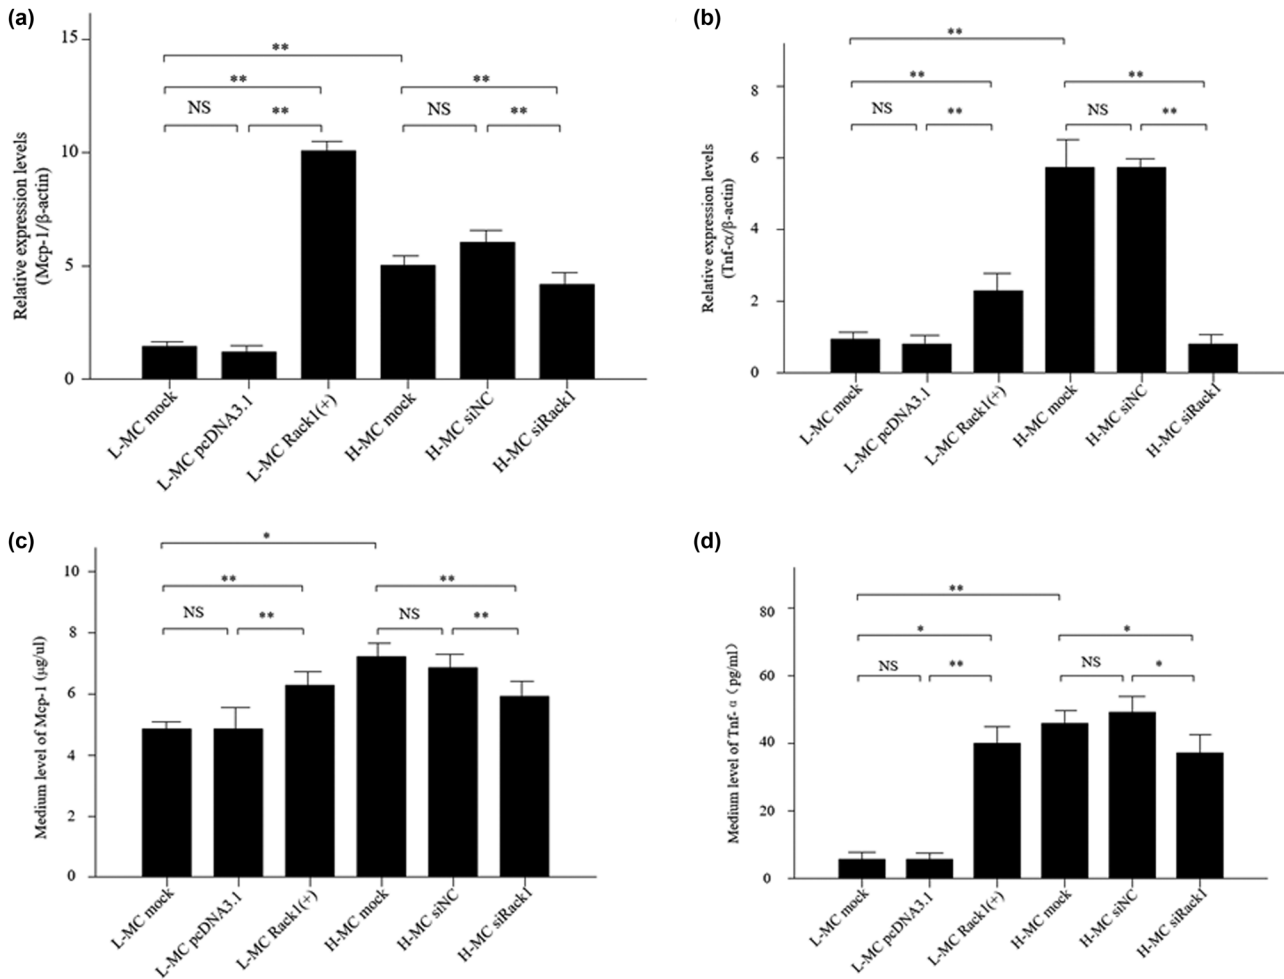 (a)
15
10
5
0
Relative expression levels
(Mcp-1/β-actin)
**
**
**
NS
**
NS
**
L-MC mock
L-MC pcDNA3.1
L-MC Rack1(+)
H-MC mock
H-MC siNC
H-MC siRack1
(b)
8
6
4
2
0
Relative expression levels
(Tnf-α/β-actin)
**
**
**
NS
**
NS
**
L-MC mock
L-MC pcDNA3.1
L-MC Rack1(+)
H-MC mock
H-MC siNC
H-MC siRack1
(c)
10
8
6
4
2
0
Medium level of Mcp-1 (μg/ul)
*
**
**
NS
**
NS
**
L-MC mock
L-MC pcDNA3.1
L-MC Rack1(+)
H-MC mock
H-MC siNC
H-MC siRack1
(d)
80
60
40
20
0
Medium level of Tnf- α（pg/ml）
**
*
*
NS
**
NS
*
L-MC mock
L-MC pcDNA3.1
L-MC Rack1(+)
H-MC mock
H-MC siNC
H-MC siRack1